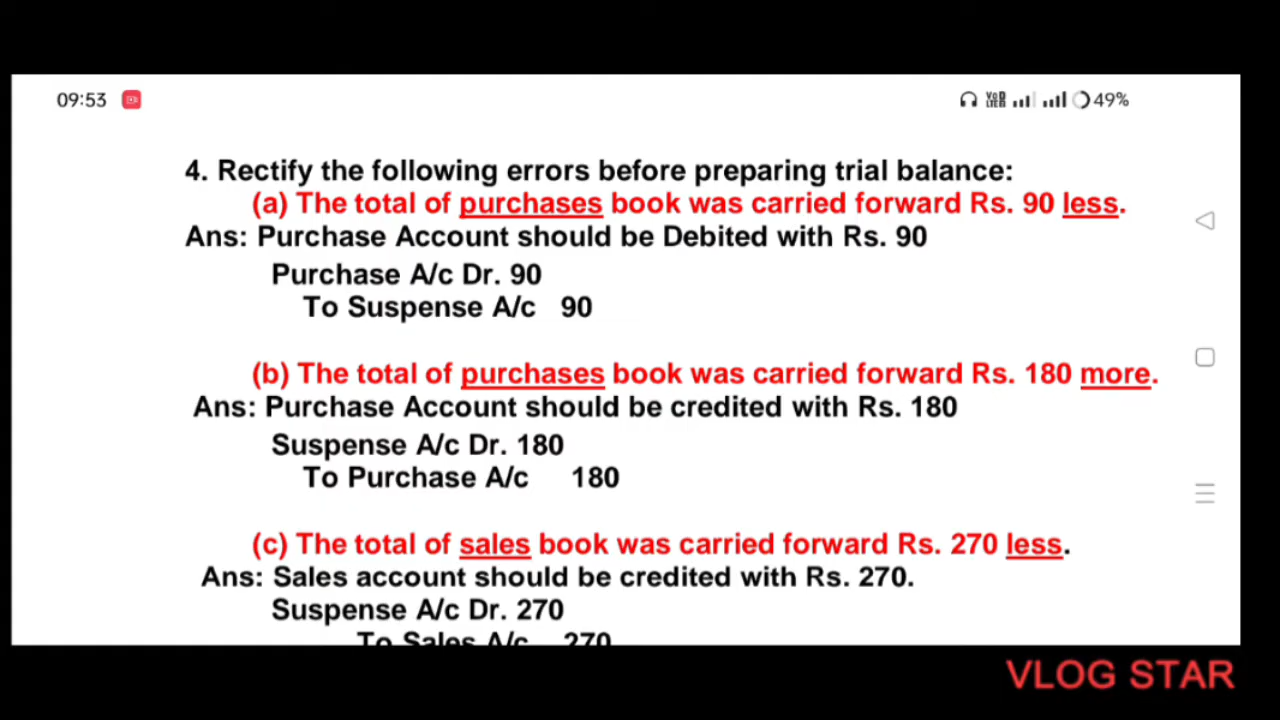 09:53 49%
4. Rectify the following errors before preparing trial balance:
(a) The total of purchases book was carried forward Rs. 90 less.
Ans: Purchase Account should be Debited with Rs. 90
Purchase A/c Dr. 90
To Suspense A/c 90
(b) The total of purchases book was carried forward Rs. 180 more.
Ans: Purchase Account should be credited with Rs. 180
Suspense A/c Dr. 180
To Purchase A/c 180
(c) The total of sales book was carried forward Rs. 270 less.
Ans: Sales account should be credited with Rs. 270.
Suspense A/c Dr. 270
To Sales A/c 270
VLOG STAR